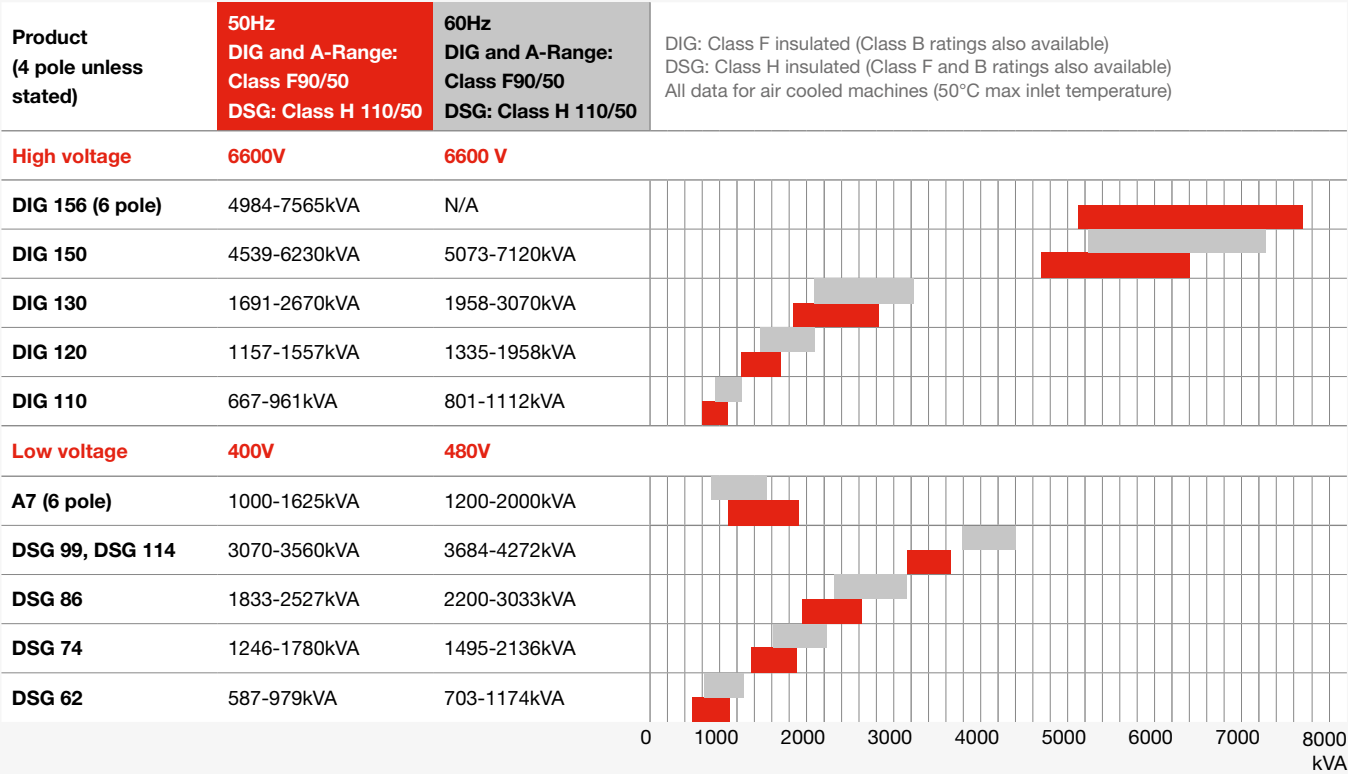 Product
(4 pole unless
stated)
50Hz
DIG and A-Range:
Class F90/50
DSG: Class H 110/50
60Hz
DIG and A-Range:
Class F90/50
DSG: Class H 110/50
DIG: Class F insulated (Class B ratings also available)
DSG: Class H insulated (Class F and B ratings also available)
All data for air cooled machines (50°C max inlet temperature)
High voltage 6600V 6600 V
DIG 156 (6 pole) 4984-7565kVA N/A
DIG 150 4539-6230kVA 5073-7120kVA
DIG 130 1691-2670kVA 1958-3070kVA
DIG 120 1157-1557kVA 1335-1958kVA
DIG 110 667-961kVA 801-1112kVA
Low voltage 400V 480V
A7 (6 pole) 1000-1625kVA 1200-2000kVA
DSG 99, DSG 114 3070-3560kVA 3684-4272kVA
DSG 86 1833-2527kVA 2200-3033kVA
DSG 74 1246-1780kVA 1495-2136kVA
DSG 62 587-979kVA 703-1174kVA
0 1000 2000 3000 4000 5000 6000 7000 8000
kVA